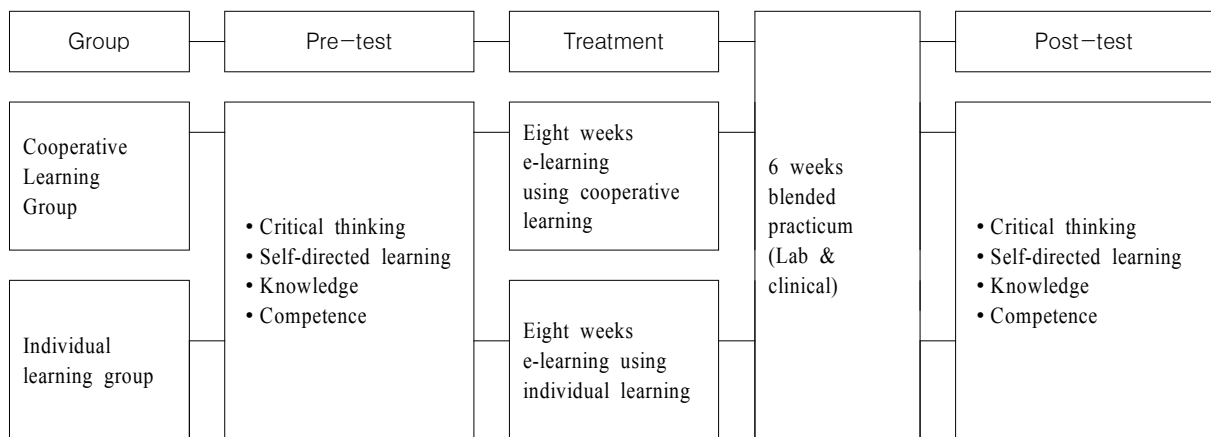 Group
Pre-test
Treatment
Post-test
Cooperative
Learning
Group
Individual
learning group
• Critical thinking
• Self-directed learning
• Knowledge
• Competence
Eight weeks
e-learning
using cooperative
learning
Eight weeks
e-learning using
individual learning
6 weeks
blended
practicum
(Lab &
clinical)
• Critical thinking
• Self-directed learning
• Knowledge
• Competence